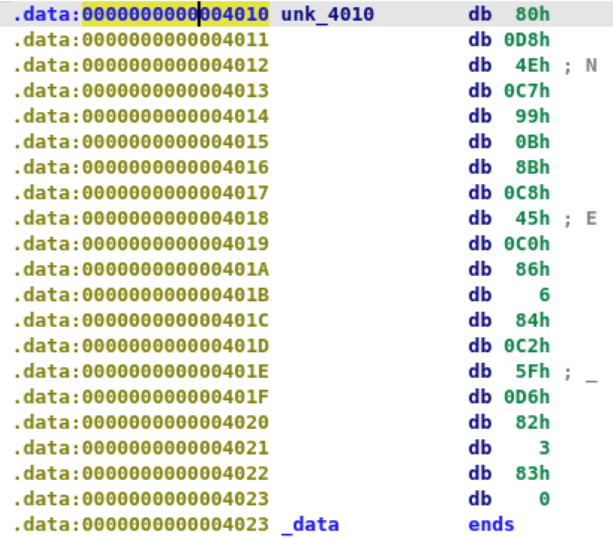 .data:0000000000004010 unk_4010 db 80h
.data:0000000000004011 db 0D8h
.data:0000000000004012 db 4Eh ; N
.data:0000000000004013 db 0C7h
.data:0000000000004014 db 99h
.data:0000000000004015 db 0Bh
.data:0000000000004016 db 8Bh
.data:0000000000004017 db 0C8h
.data:0000000000004018 db 45h ; E
.data:0000000000004019 db 0C0h
.data:000000000000401A db 86h
.data:000000000000401B db 6
.data:000000000000401C db 84h
.data:000000000000401D db 0C2h
.data:000000000000401E db 5Fh ; _
.data:000000000000401F db 0D6h
.data:0000000000004020 db 82h
.data:0000000000004021 db 3
.data:0000000000004022 db 83h
.data:0000000000004023 db 0
.data:0000000000004023 _data ends